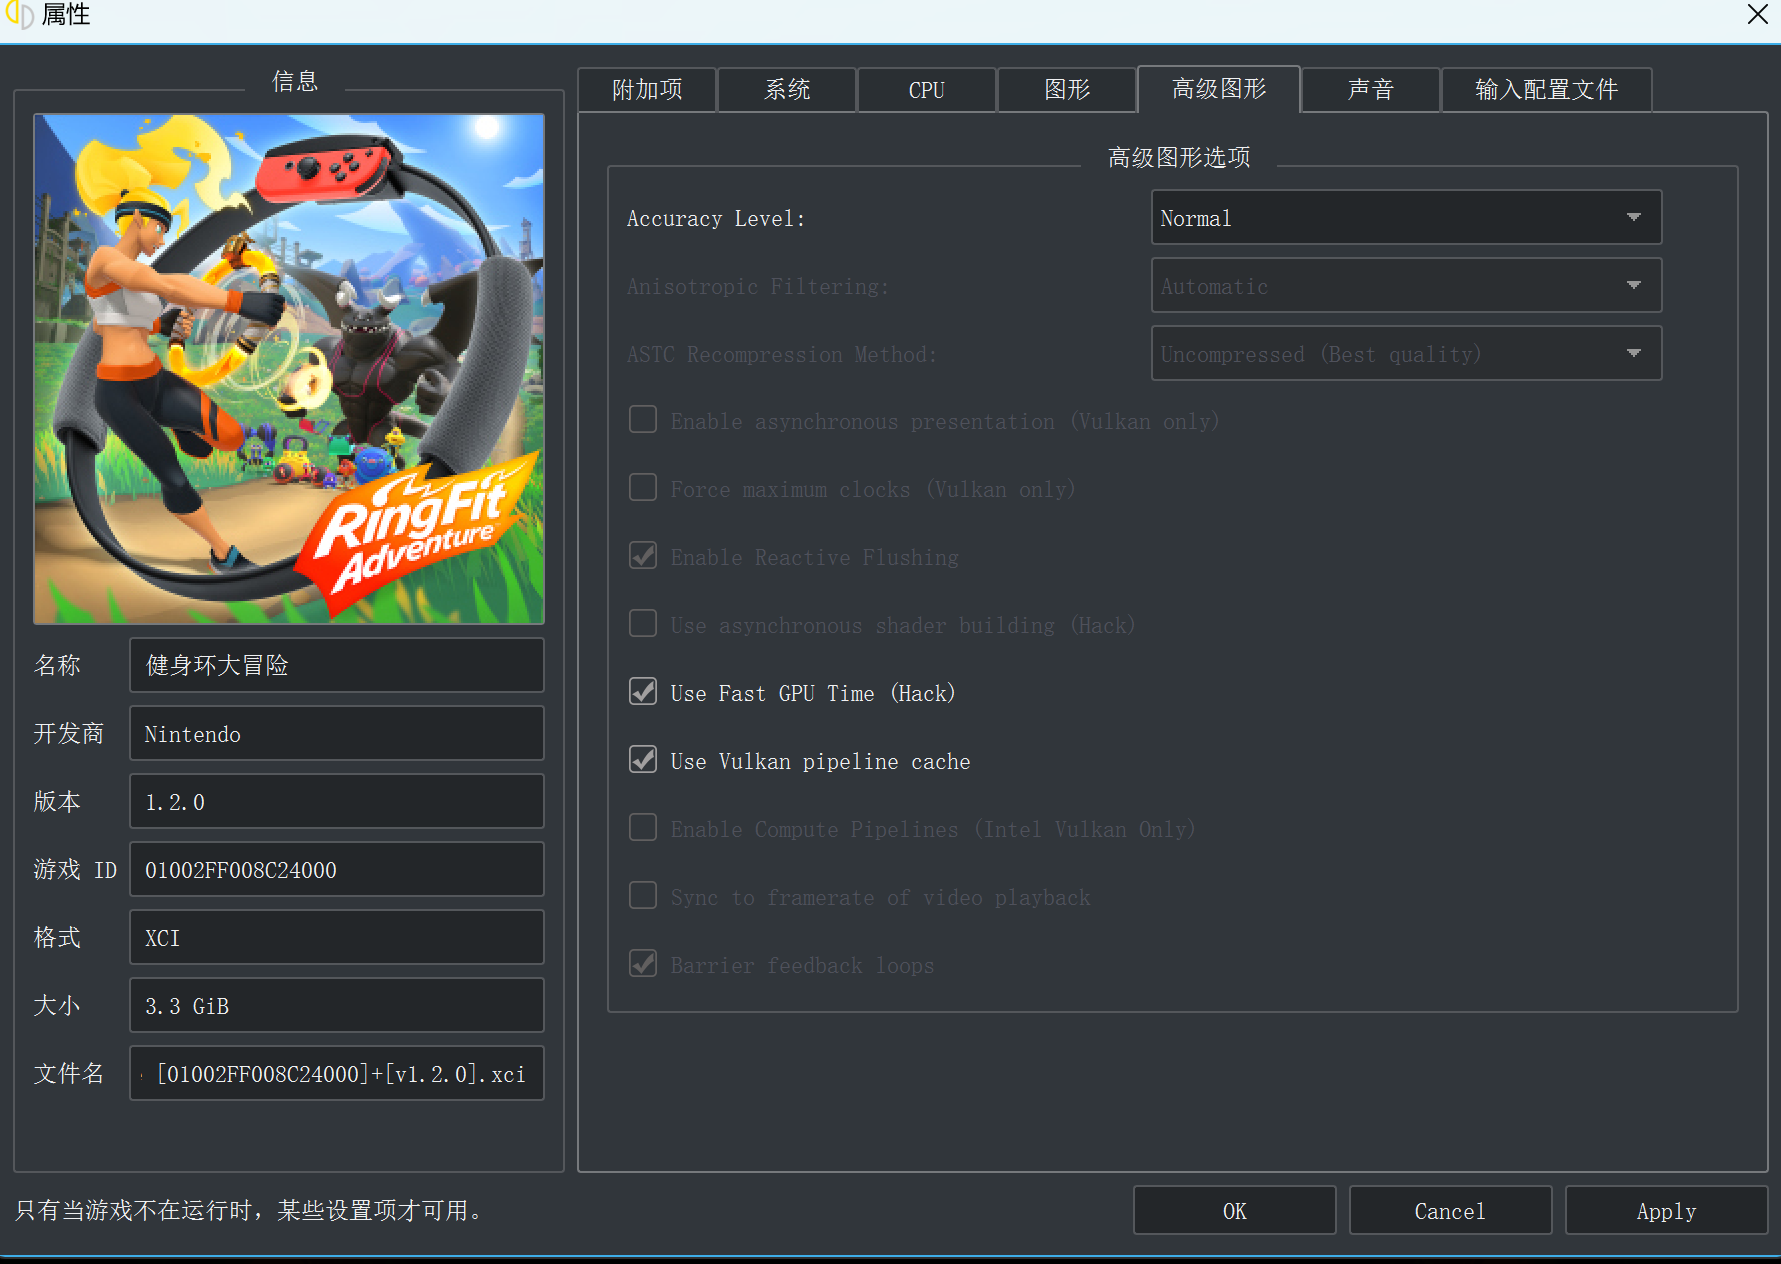 属性
信息
RingFit
Adventure
名称
健身环大冒险
开发商
Nintendo
版本
1.2.0
游戏 ID
01002FF008C24000
格式
XCI
大小
3.3 GiB
文件名
[01002FF008C24000]+[v1.2.0].xci
附加项
系统
CPU
图形
高级图形
声音
输入配置文件
高级图形选项
Accuracy Level:
Normal
Anisotropic Filtering:
Automatic
ASTC Recompression Method:
Uncompressed (Best quality)
Enable asynchronous presentation (Vulkan only)
Force maximum clocks (Vulkan only)
Enable Reactive Flushing
Use asynchronous shader building (Hack)
Use Fast GPU Time (Hack)
Use Vulkan pipeline cache
Enable Compute Pipelines (Intel Vulkan Only)
Sync to framerate of video playback
Barrier feedback loops
只有当游戏不在运行时，某些设置项才可用。
OK
Cancel
Apply